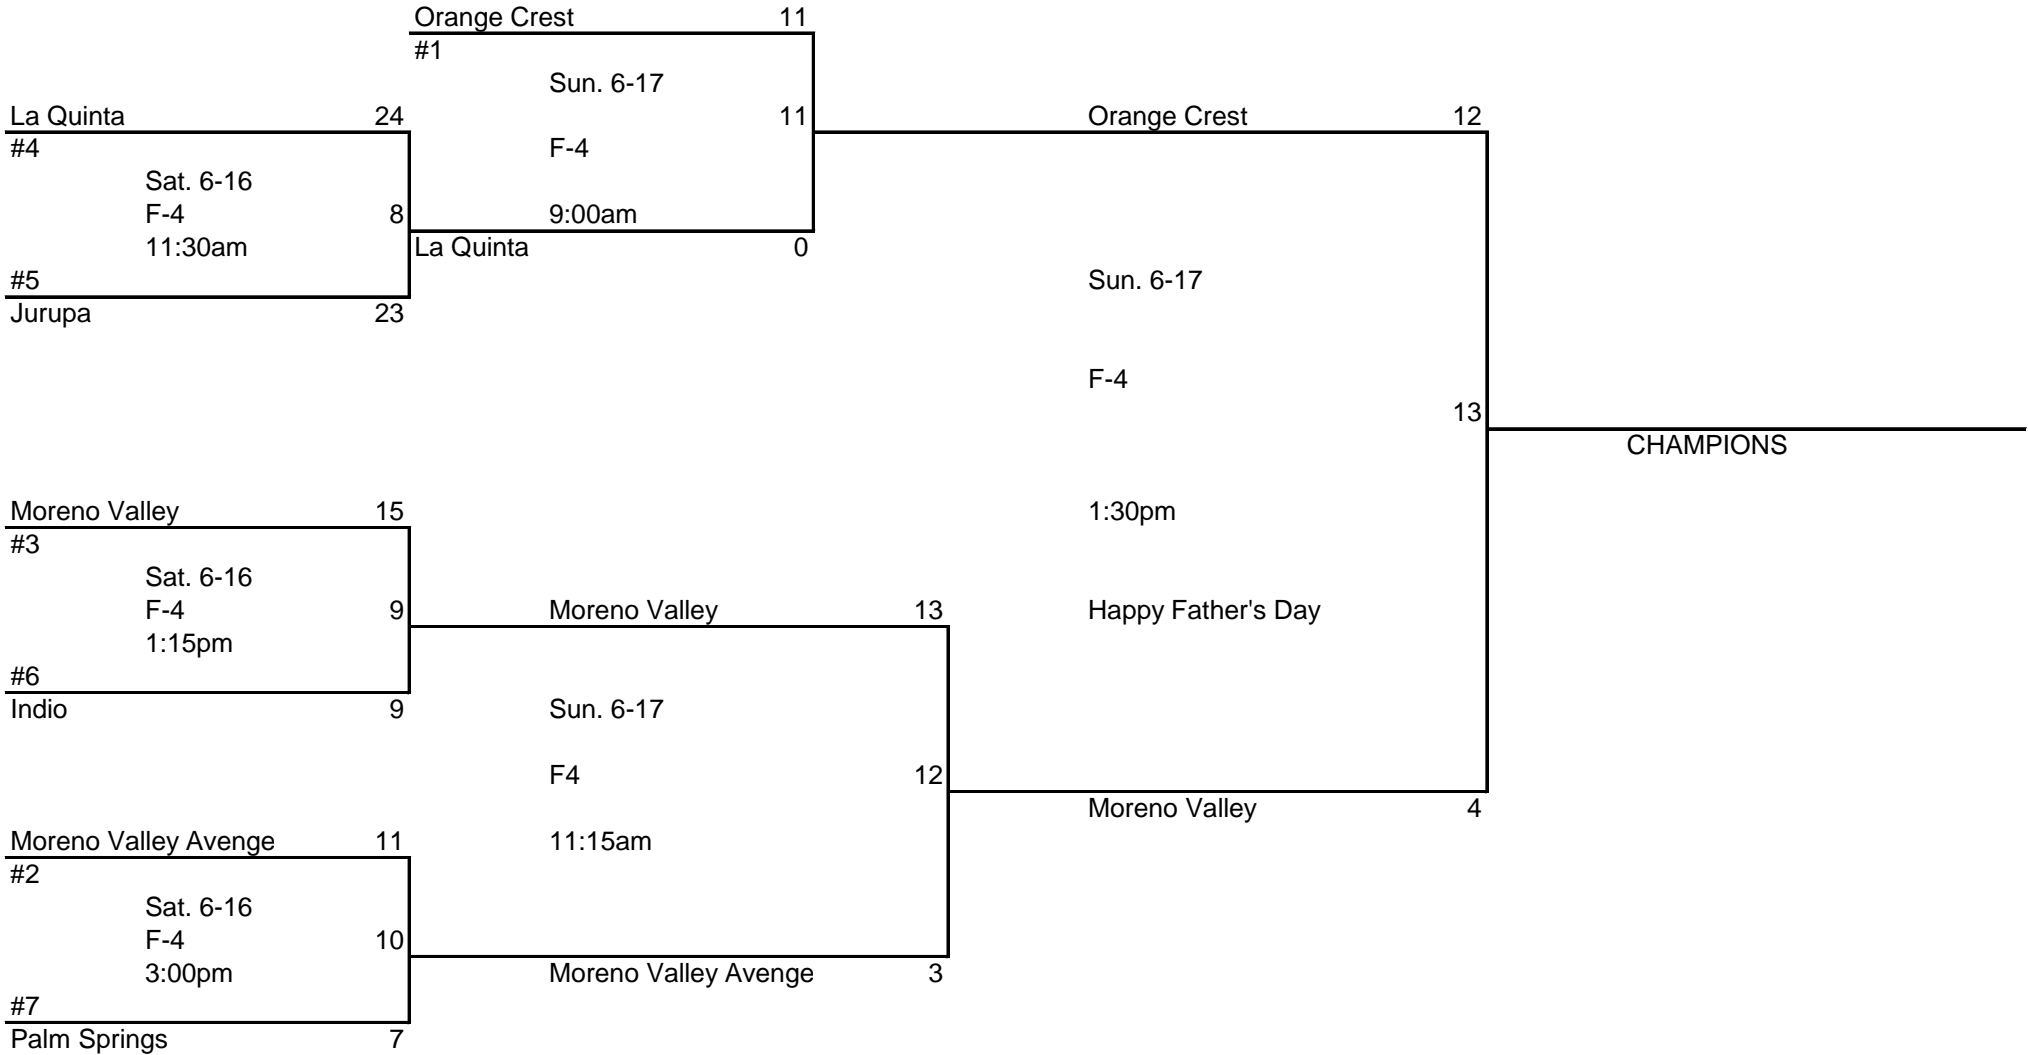 Orange Crest 11
#1
Sun. 6-17
La Quinta 24 11 Orange Crest 12
#4 F-4
Sat. 6-16
F-4 8 9:00am
11:30am La Quinta 0
#5 Sun. 6-17
Jurupa 23
F-4
13
CHAMPIONS
Moreno Valley 15 1:30pm
#3
Sat. 6-16
F-4 9 Moreno Valley 13 Happy Father's Day
1:15pm
#6
Indio 9 Sun. 6-17
F4 12
Moreno Valley 4
Moreno Valley Avenge 11 11:15am
#2
Sat. 6-16
F-4 10
3:00pm Moreno Valley Avenge 3
#7
Palm Springs 7